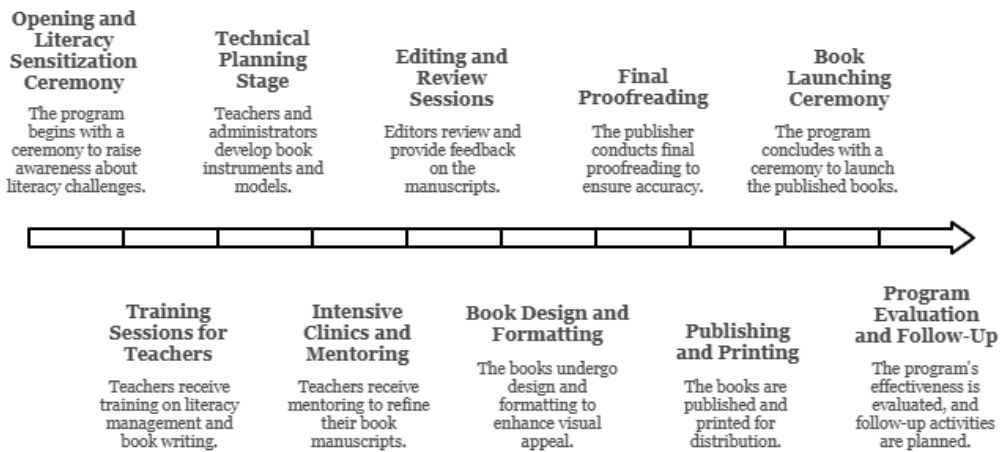 Opening and
Literacy
Sensitization
Ceremony
The program
begins with a
ceremony to raise
awareness about
literacy challenges.
Technical
Planning
Stage
Teachers and
administrators
develop book
instruments and
models.
Editing and
Review
Sessions
Editors review and
provide feedback
on the
manuscripts.
Final
Proofreading
The publisher
conducts final
proofreading to
ensure accuracy.
Book
Launching
Ceremony
The program
concludes with a
ceremony to launch
the published books.
Training
Sessions for
Teachers
Teachers receive
training on literacy
management and
book writing.
Intensive
Clinics and
Mentoring
Teachers receive
mentoring to refine
their book
manuscripts.
Book Design and
Formatting
The books undergo
design and
formatting to
enhance visual
appeal.
Publishing
and Printing
The books are
published and
printed for
distribution.
Program
Evaluation
and Follow-Up
The program's
effectiveness is
evaluated, and
follow-up activities
are planned.